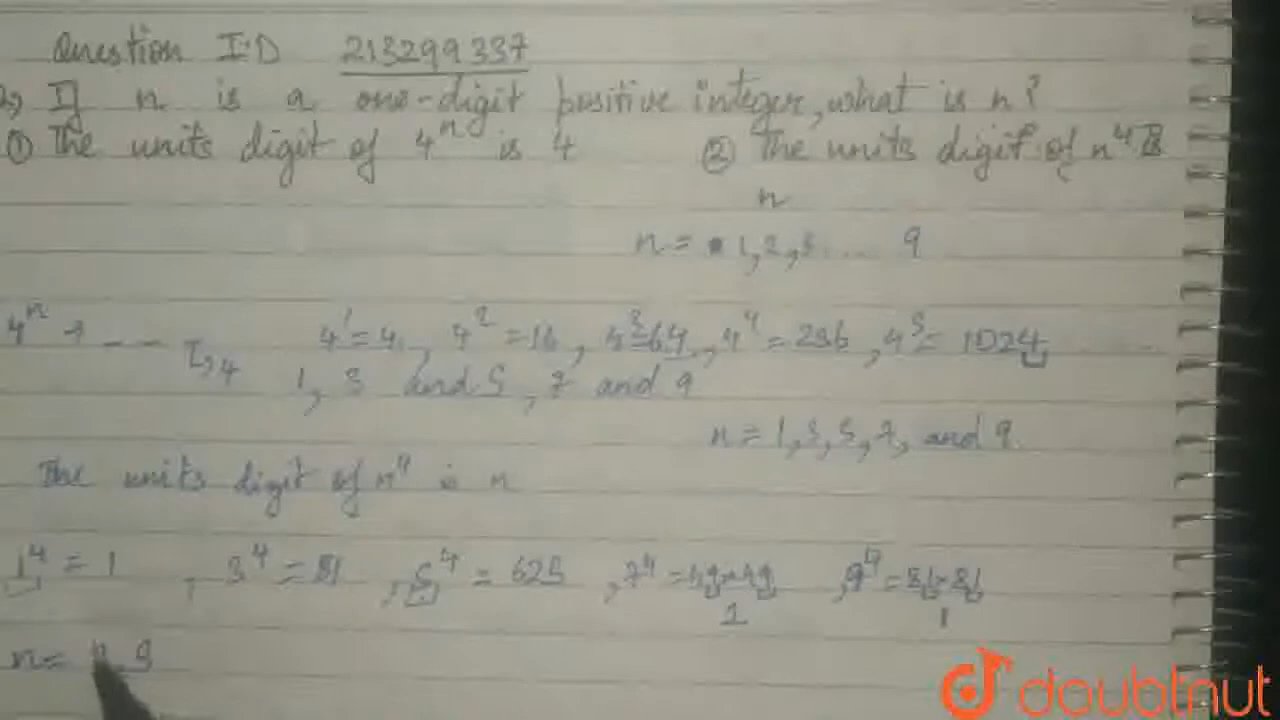 Question I.D 213299337
If n is a one-digit positive integer, what is n?
① The units digit of 4^n is 4 ② The units digit of n^4 is
n
n = 1, 2, 3 .... 9
4^n → - - 4 4^1 = 4, 4^2 = 16, 4^3 = 64, 4^4 = 256, 4^5 = 1024 .....
1, 3 and 5, 7 and 9
n = 1, 3, 5, 7, and 9.
The units digit of n^4 is n
1^4 = 1, 3^4 = 81, 5^4 = 625, 7^4 = 49×49, 9^4 = 81×81
1 1
n = 5
doubtnut